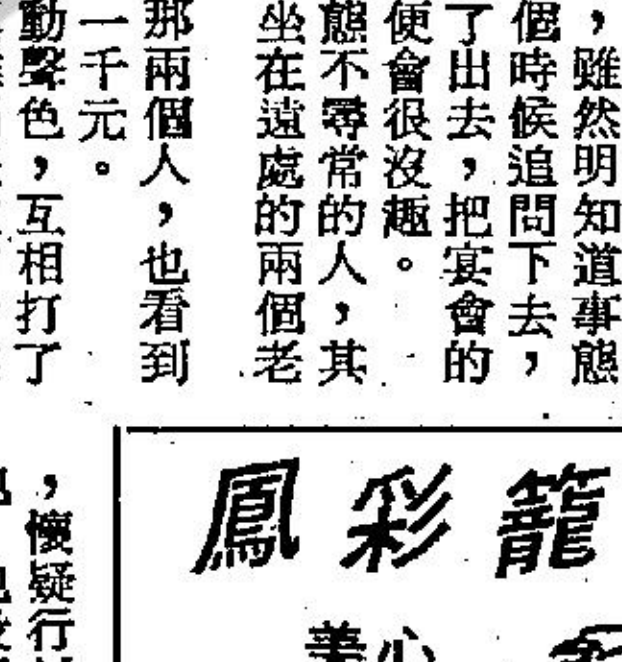 ，雖然明知道事態
個時候追問下去，
了出去，把宴會的
便會很沒趣。
態不尋常的人，其
坐在遠處的兩個老
那兩個人，也看到
一千元。
動聲色，互相打了
籠彩鳳
心
，懷疑行